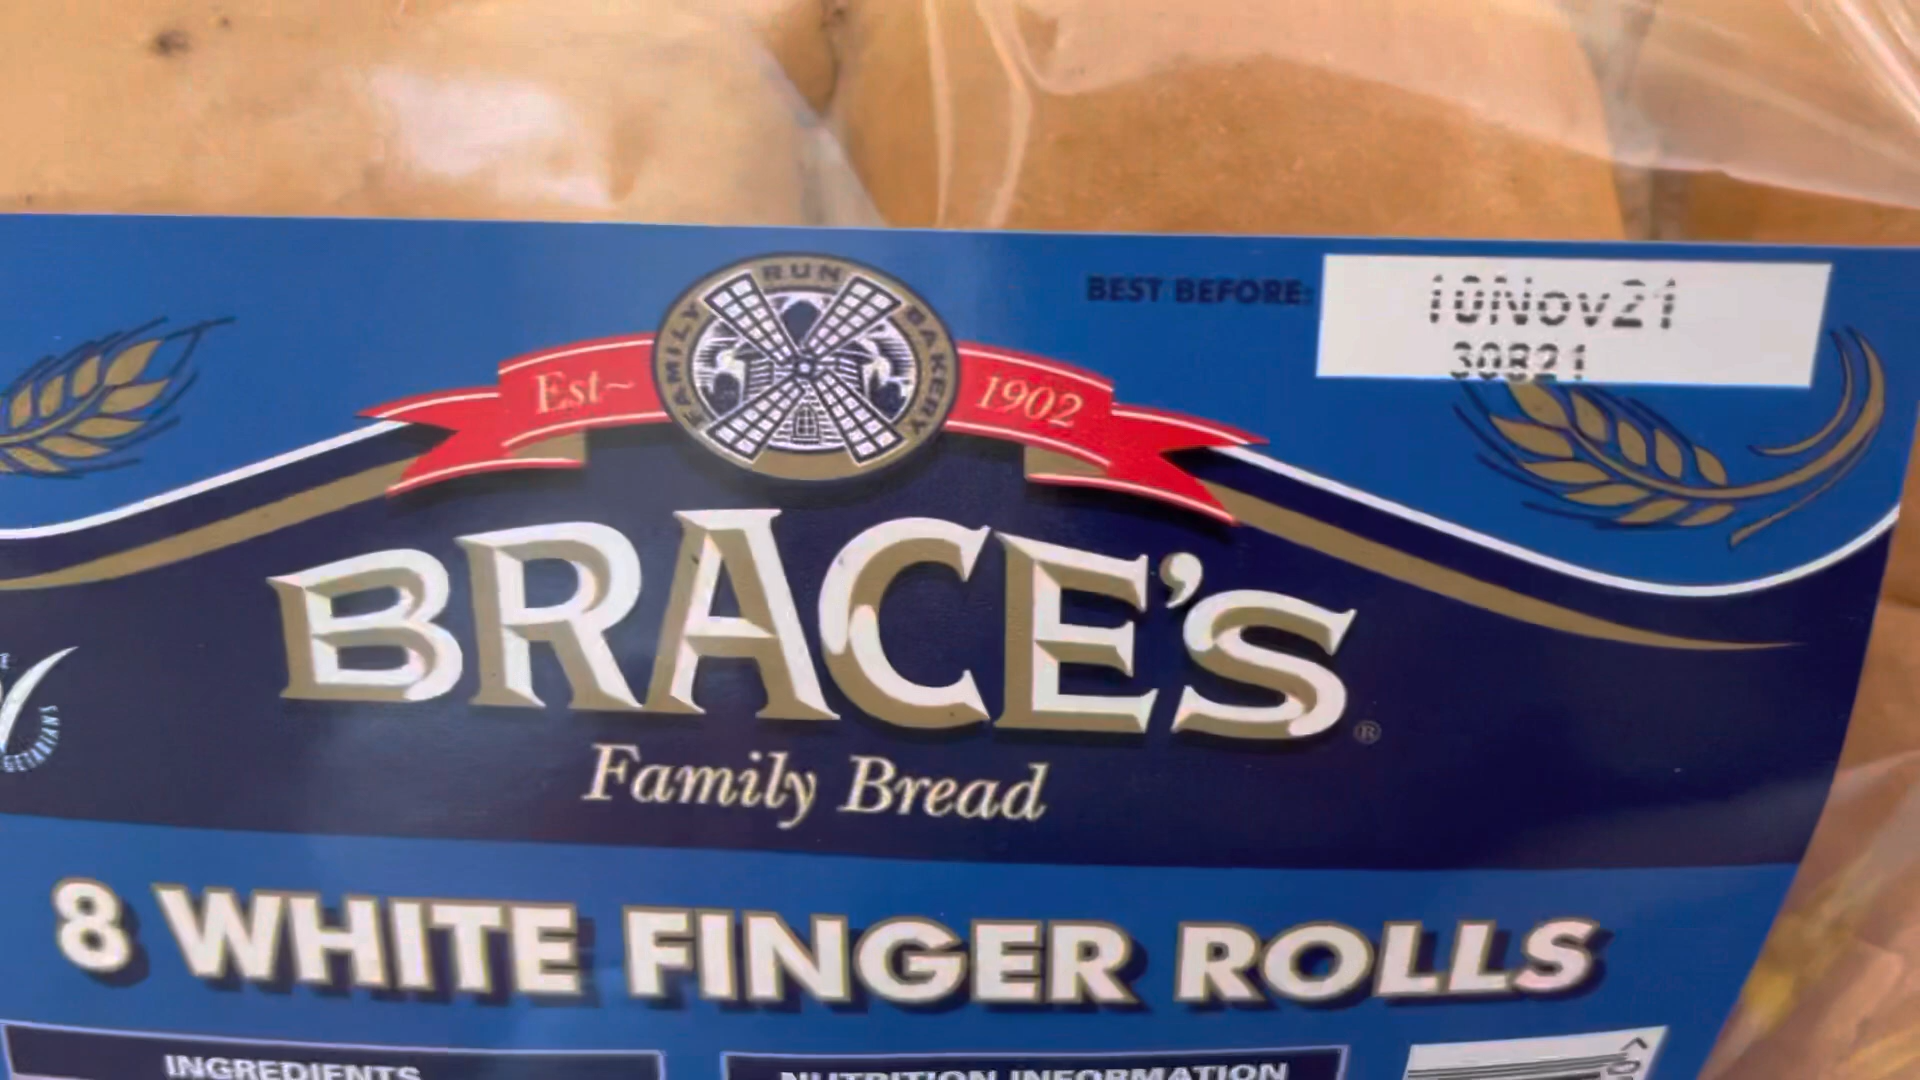 FAMILY RUN BAKERY
BEST BEFORE: 10Nov21
30821
Est~ 1902
BRACE'S®
Family Bread
8 WHITE FINGER ROLLS
INGREDIENTS
NUTRITION INFORMATION